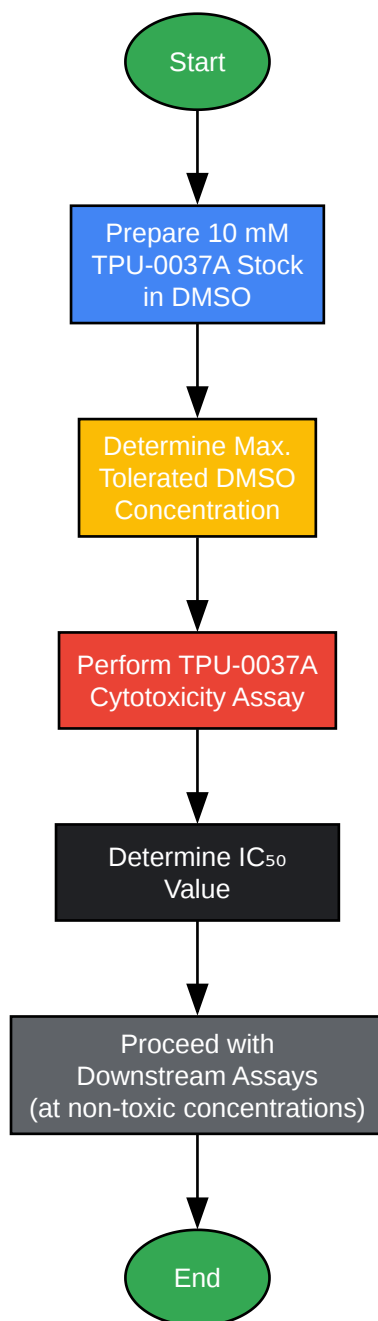 Start
Prepare 10 mM
TPU-0037A Stock
in DMSO
Determine Max.
Tolerated DMSO
Concentration
Perform TPU-0037A
Cytotoxicity Assay
Determine IC₅₀
Value
Proceed with
Downstream Assays
(at non-toxic concentrations)
End